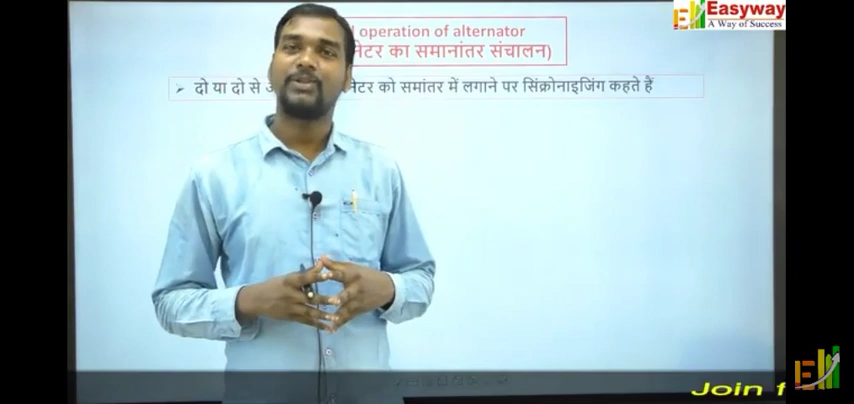 Easyway
A Way of Success
operation of alternator
नेटर का समानांतर संचालन)
➢ दो या दो से नेटर को समांतर में लगाने पर सिंक्रोनाइजिंग कहते हैं
Join